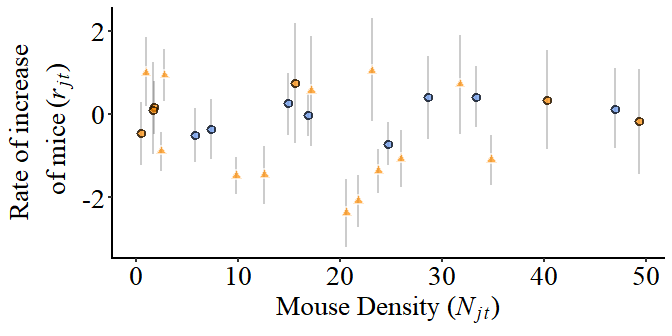 Rate of increase
of mice (r_jt)
2
0
-2
0 10 20 30 40 50
Mouse Density (N_jt)